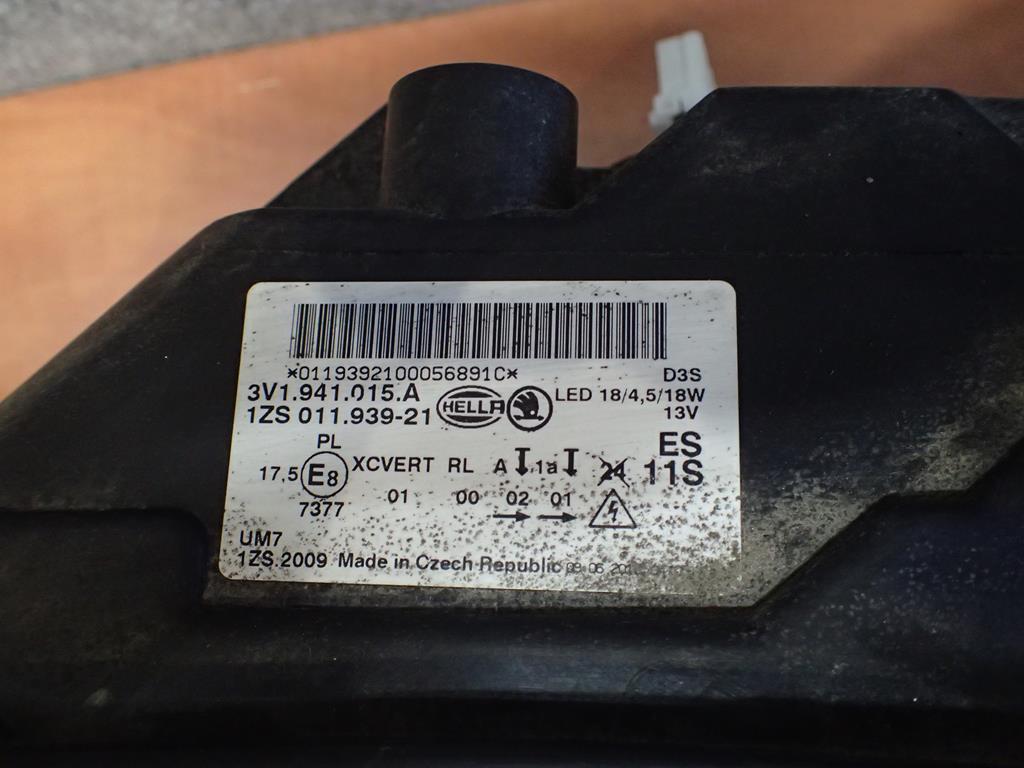 *0119392100056891C*
D3S
3V1.941.015.A
HELLA
LED 18/4,5/18W
1ZS 011.939-21
13V
PL
ES
17,5 E8 XCVERT RL A 1a 24 11S
01 00 02 01
7377
UM7
1ZS.2009 Made in Czech Republic 09 06